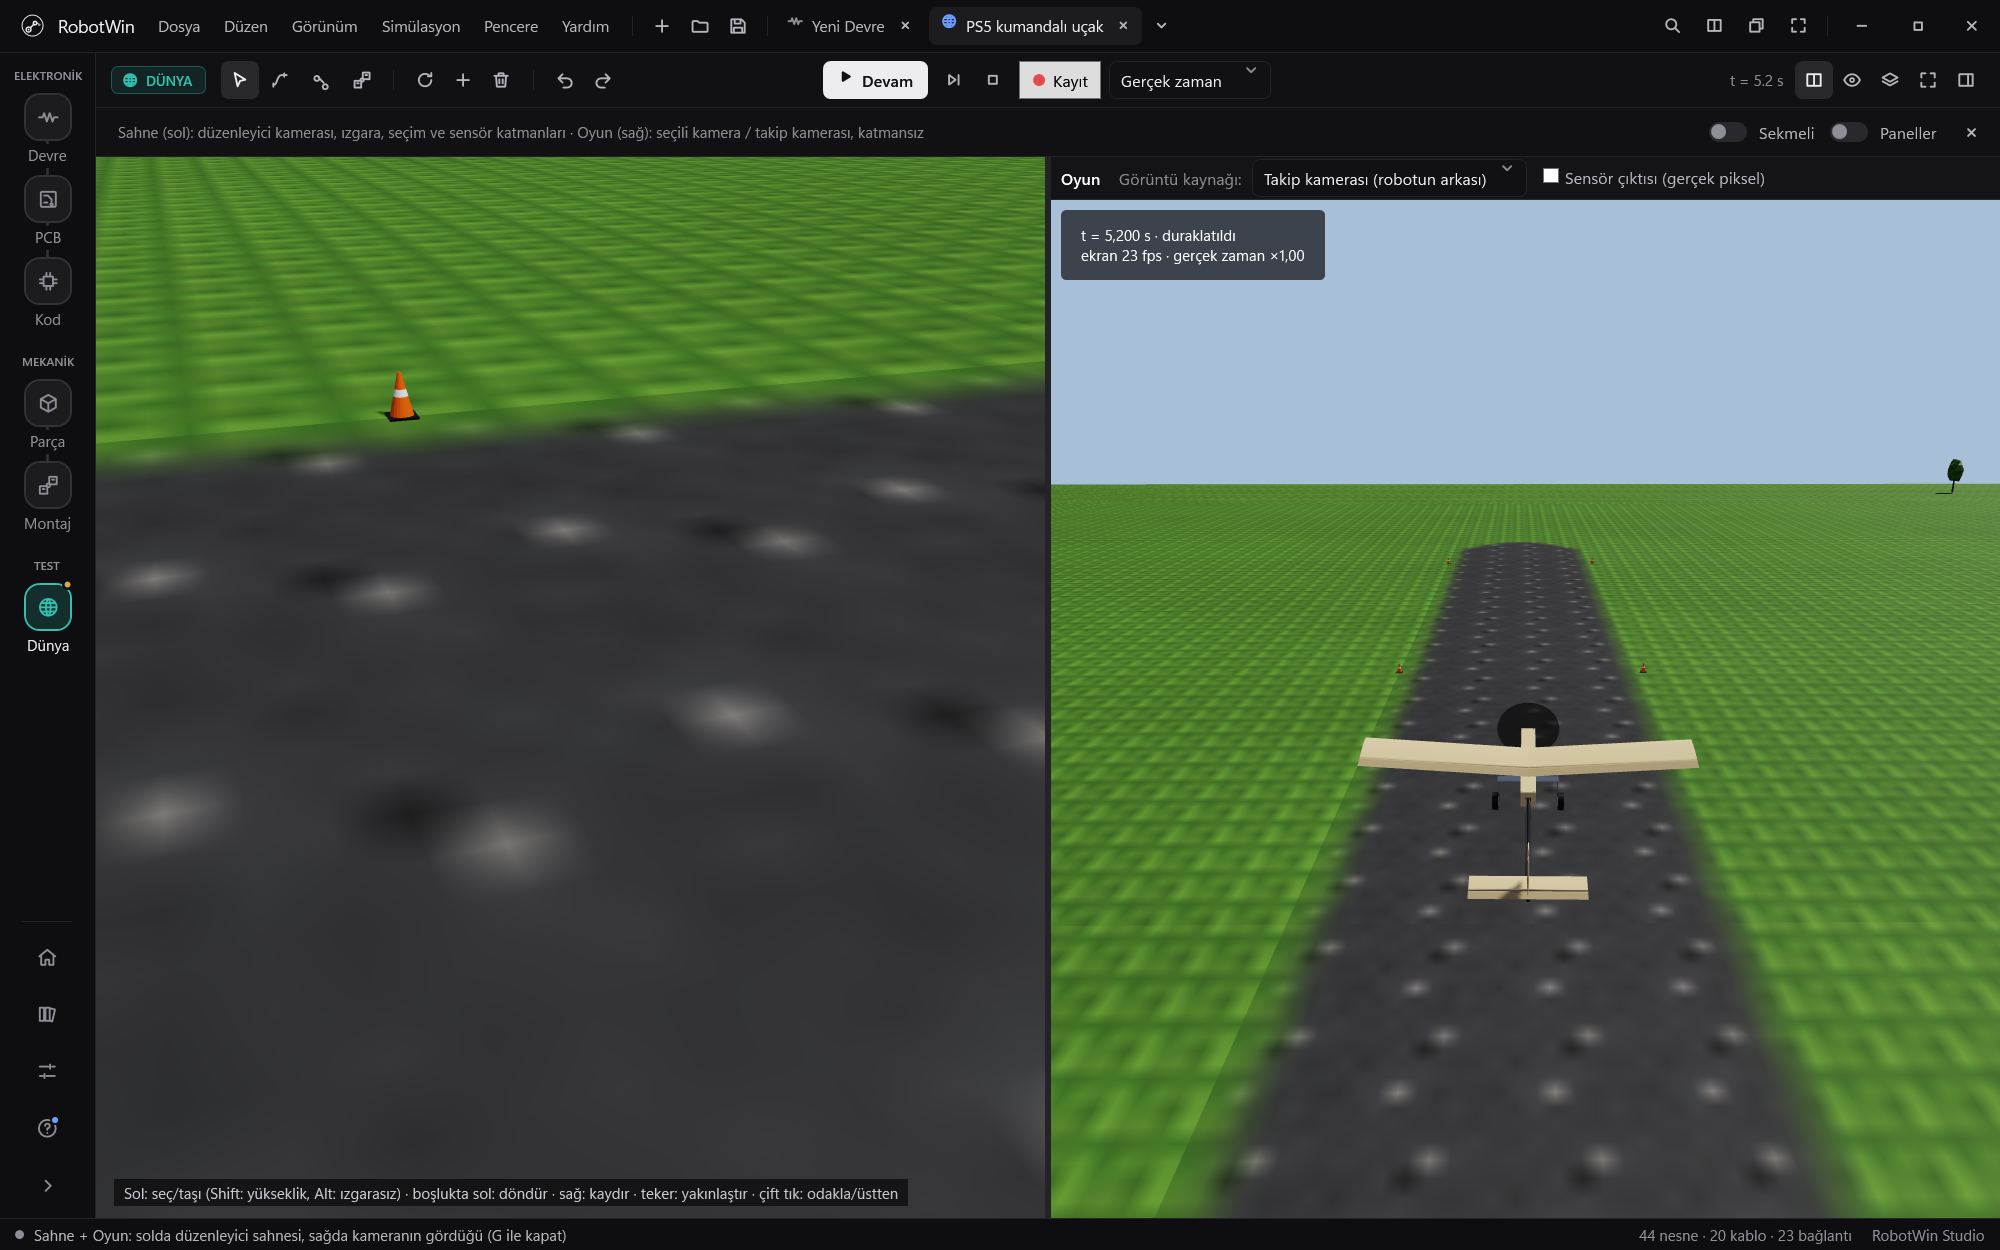 RobotWin Dosya Düzen Görünüm Simülasyon Pencere Yardım Yeni Devre PS5 kumandalı uçak
DÜNYA Devam Kayıt Gerçek zaman t = 5.2 s
Sahne (sol): düzenleyici kamerası, ızgara, seçim ve sensör katmanları · Oyun (sağ): seçili kamera / takip kamerası, katmansız Sekmeli Paneller
ELEKTRONİK
Devre
PCB
Kod
MEKANİK
Parça
Montaj
TEST
Dünya
Oyun Görüntü kaynağı: Takip kamerası (robotun arkası) Sensör çıktısı (gerçek piksel)
t = 5,200 s · duraklatıldı
ekran 23 fps · gerçek zaman ×1,00
Sol: seç/taşı (Shift: yükseklik, Alt: ızgarasız) · boşlukta sol: döndür · sağ: kaydır · teker: yakınlaştır · çift tık: odakla/üstten
Sahne + Oyun: solda düzenleyici sahnesi, sağda kameranın gördüğü (G ile kapat) 44 nesne · 20 kablo · 23 bağlantı RobotWin Studio